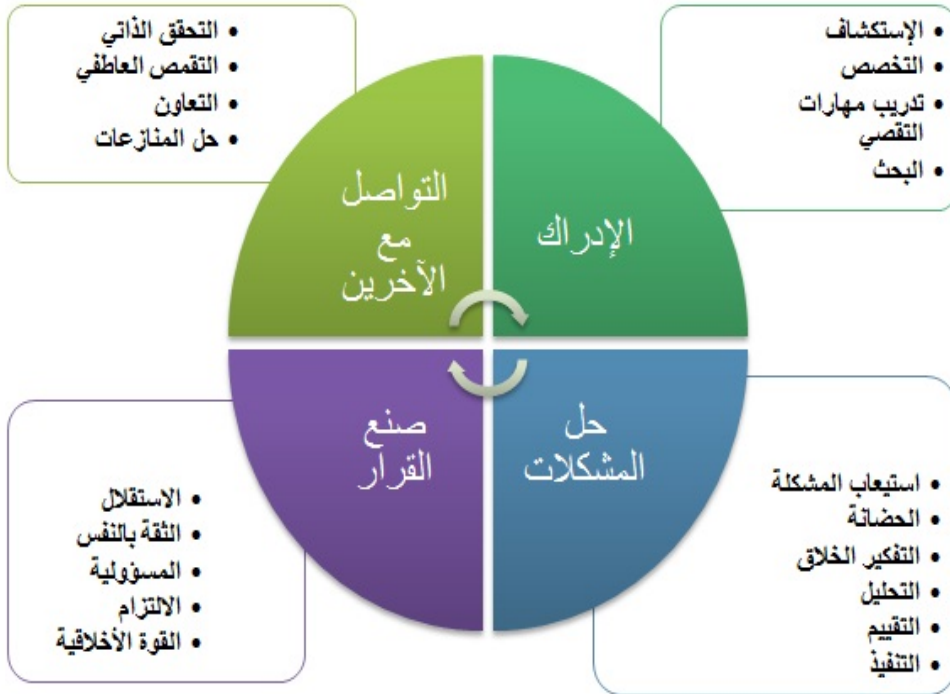 • الإستكشاف
• التخصص
• تدريب مهارات
التقصي
• البحث
الإدراك
• التحقق الذاتي
• التقمص العاطفي
• التعاون
• حل المنازعات
التواصل
مع
الآخرين
حل
المشكلات
• استيعاب المشكلة
• الحضانة
• التفكير الخلاق
• التحليل
• التقييم
• التنفيذ
صنع
القرار
• الاستقلال
• الثقة بالنفس
• المسؤولية
• الالتزام
• القوة الأخلاقية